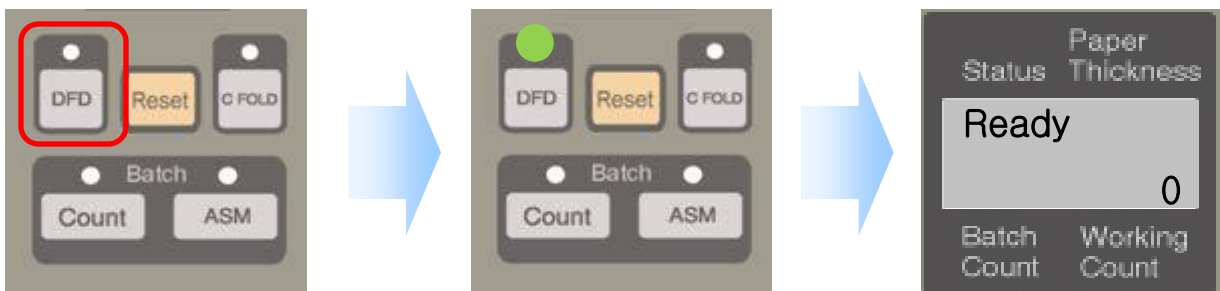 DFD Reset C FOLD
Batch
Count ASM
DFD Reset C FOLD
Batch
Count ASM
Paper
Status Thickness
Ready
0
Batch Working
Count Count